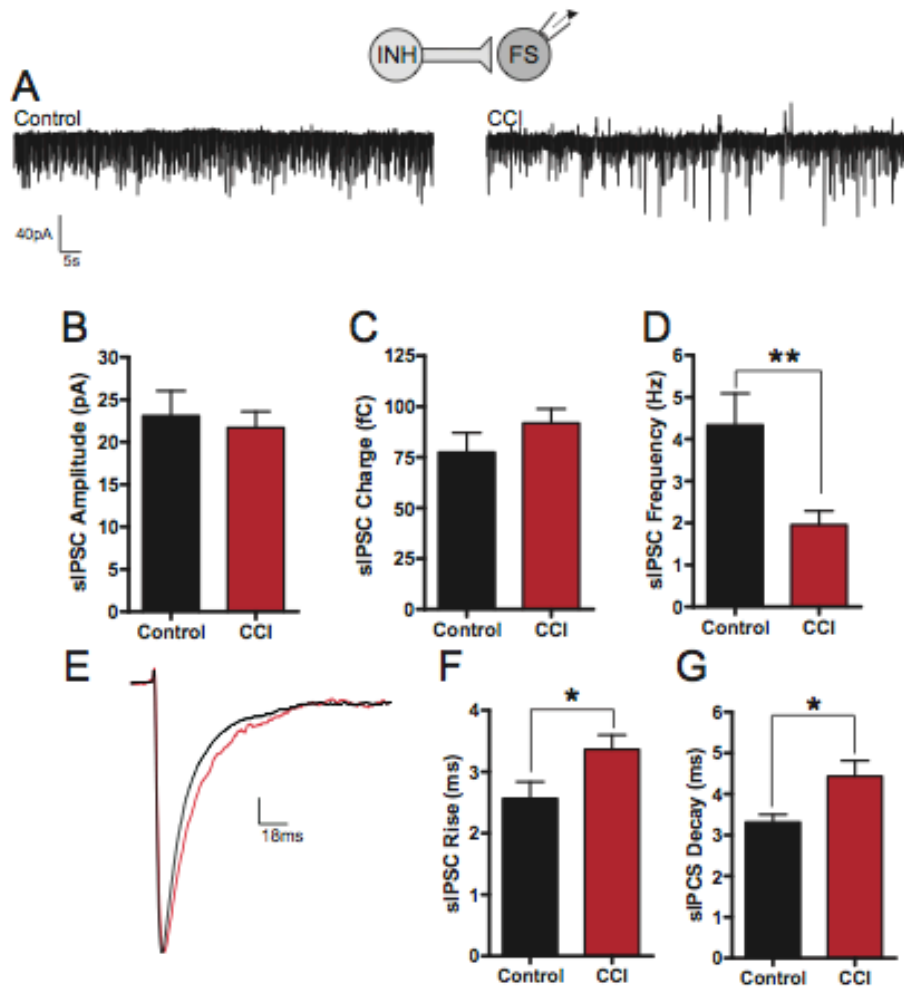 INH FS
A
Control CCI
40pA
5s
B C D
30
25
20
15
10
5
0
sIPSC Amplitude (pA)
Control CCI
125
100
75
50
25
0
sIPSC Charge (fC)
Control CCI
6
5
4
3
2
1
0
sIPSC Frequency (Hz)
**
Control CCI
E F G
18ms
4
3
2
1
0
sIPSC Rise (ms)
*
Control CCI
6
5
4
3
2
1
0
sIPCS Decay (ms)
*
Control CCI